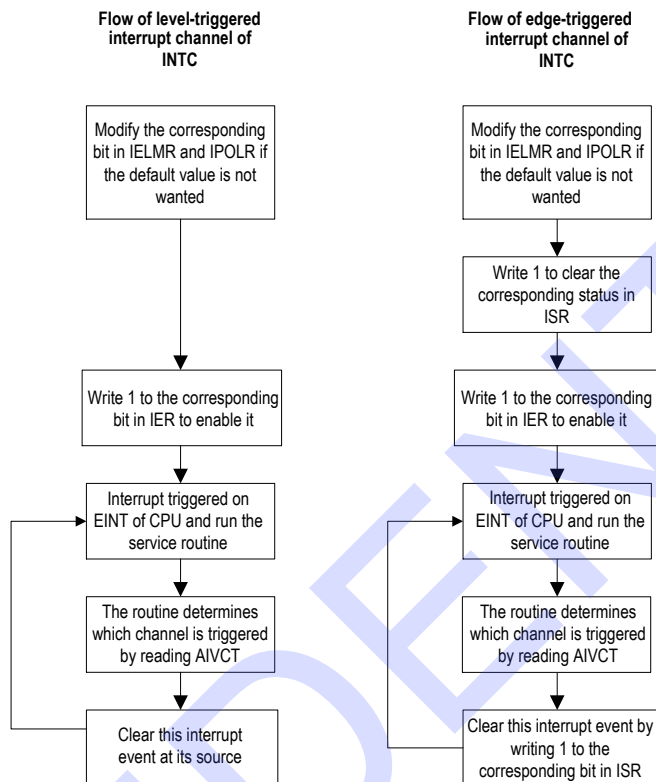 Flow of level-triggered
interrupt channel of
INTC
Modify the corresponding
bit in IELMR and IPOLR if
the default value is not
wanted
Write 1 to the corresponding
bit in IER to enable it
Interrupt triggered on
EINT of CPU and run the
service routine
The routine determines
which channel is triggered
by reading AIVCT
Clear this interrupt
event at its source
Flow of edge-triggered
interrupt channel of
INTC
Modify the corresponding
bit in IELMR and IPOLR if
the default value is not
wanted
Write 1 to clear the
corresponding status in
ISR
Write 1 to the corresponding
bit in IER to enable it
Interrupt triggered on
EINT of CPU and run the
service routine
The routine determines
which channel is triggered
by reading AIVCT
Clear this interrupt event by
writing 1 to the
corresponding bit in ISR